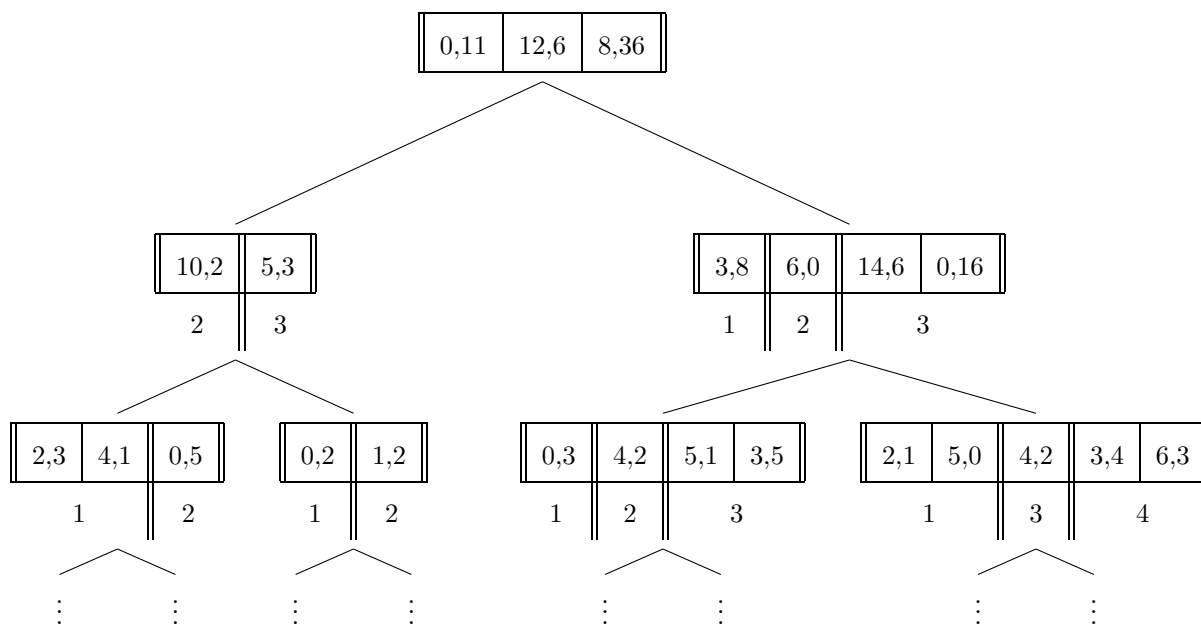 0,11 12,6 8,36
10,2 5,3 3,8 6,0 14,6 0,16
2 3 1 2 3
2,3 4,1 0,5 0,2 1,2 0,3 4,2 5,1 3,5 2,1 5,0 4,2 3,4 6,3
1 2 1 2 1 2 3 1 3 4
⋮ ⋮ ⋮ ⋮ ⋮ ⋮ ⋮ ⋮